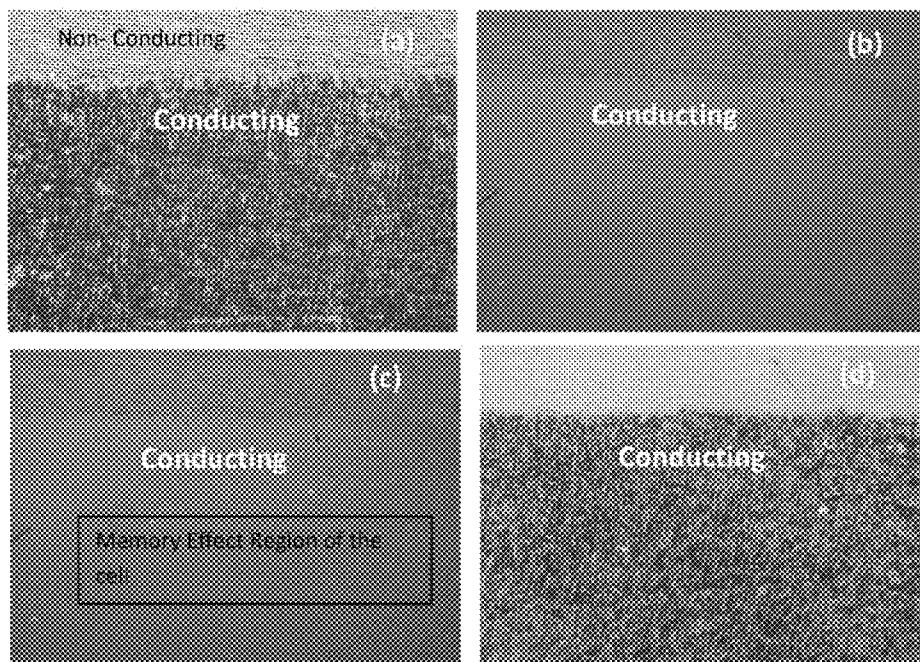 Non- Conducting
(a)
Conducting
(b)
Conducting
(c)
Conducting
Memory Effect Region of the
cell
(d)
Conducting